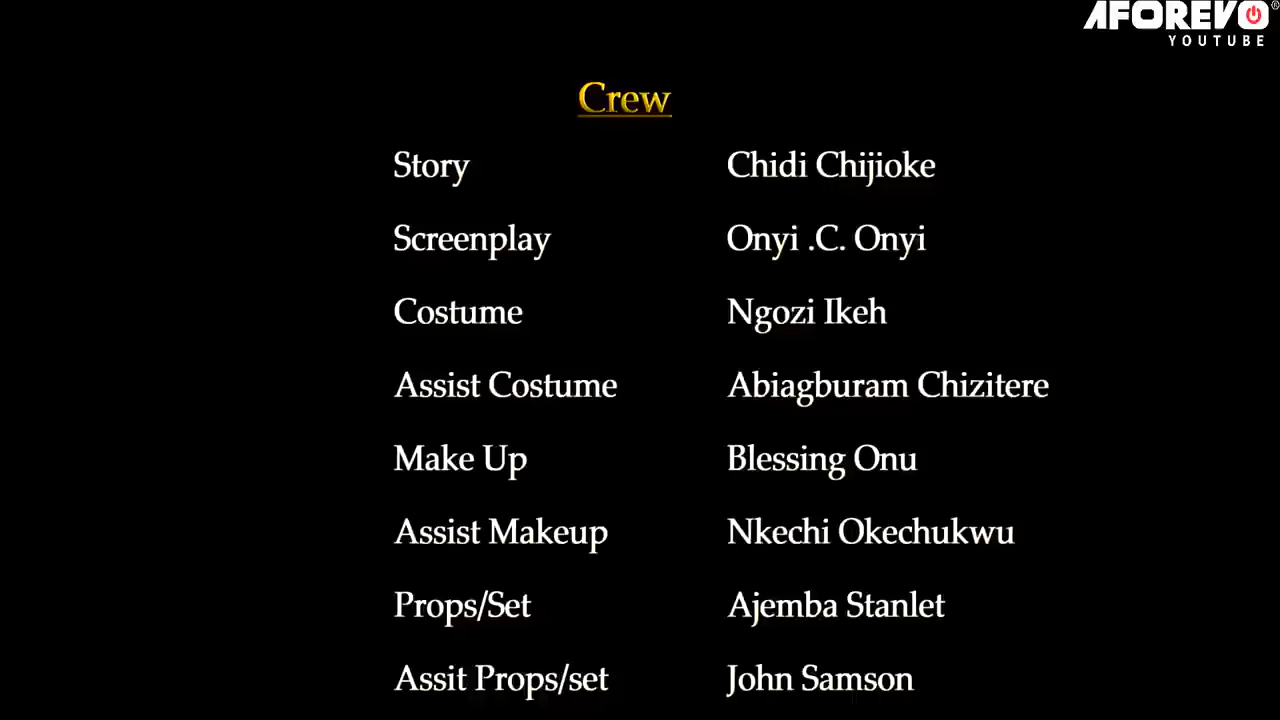 AFOREVO®
YOUTUBE
Crew
Story Chidi Chijioke
Screenplay Onyi .C. Onyi
Costume Ngozi Ikeh
Assist Costume Abiagburam Chizitere
Make Up Blessing Onu
Assist Makeup Nkechi Okechukwu
Props/Set Ajemba Stanlet
Assit Props/set John Samson